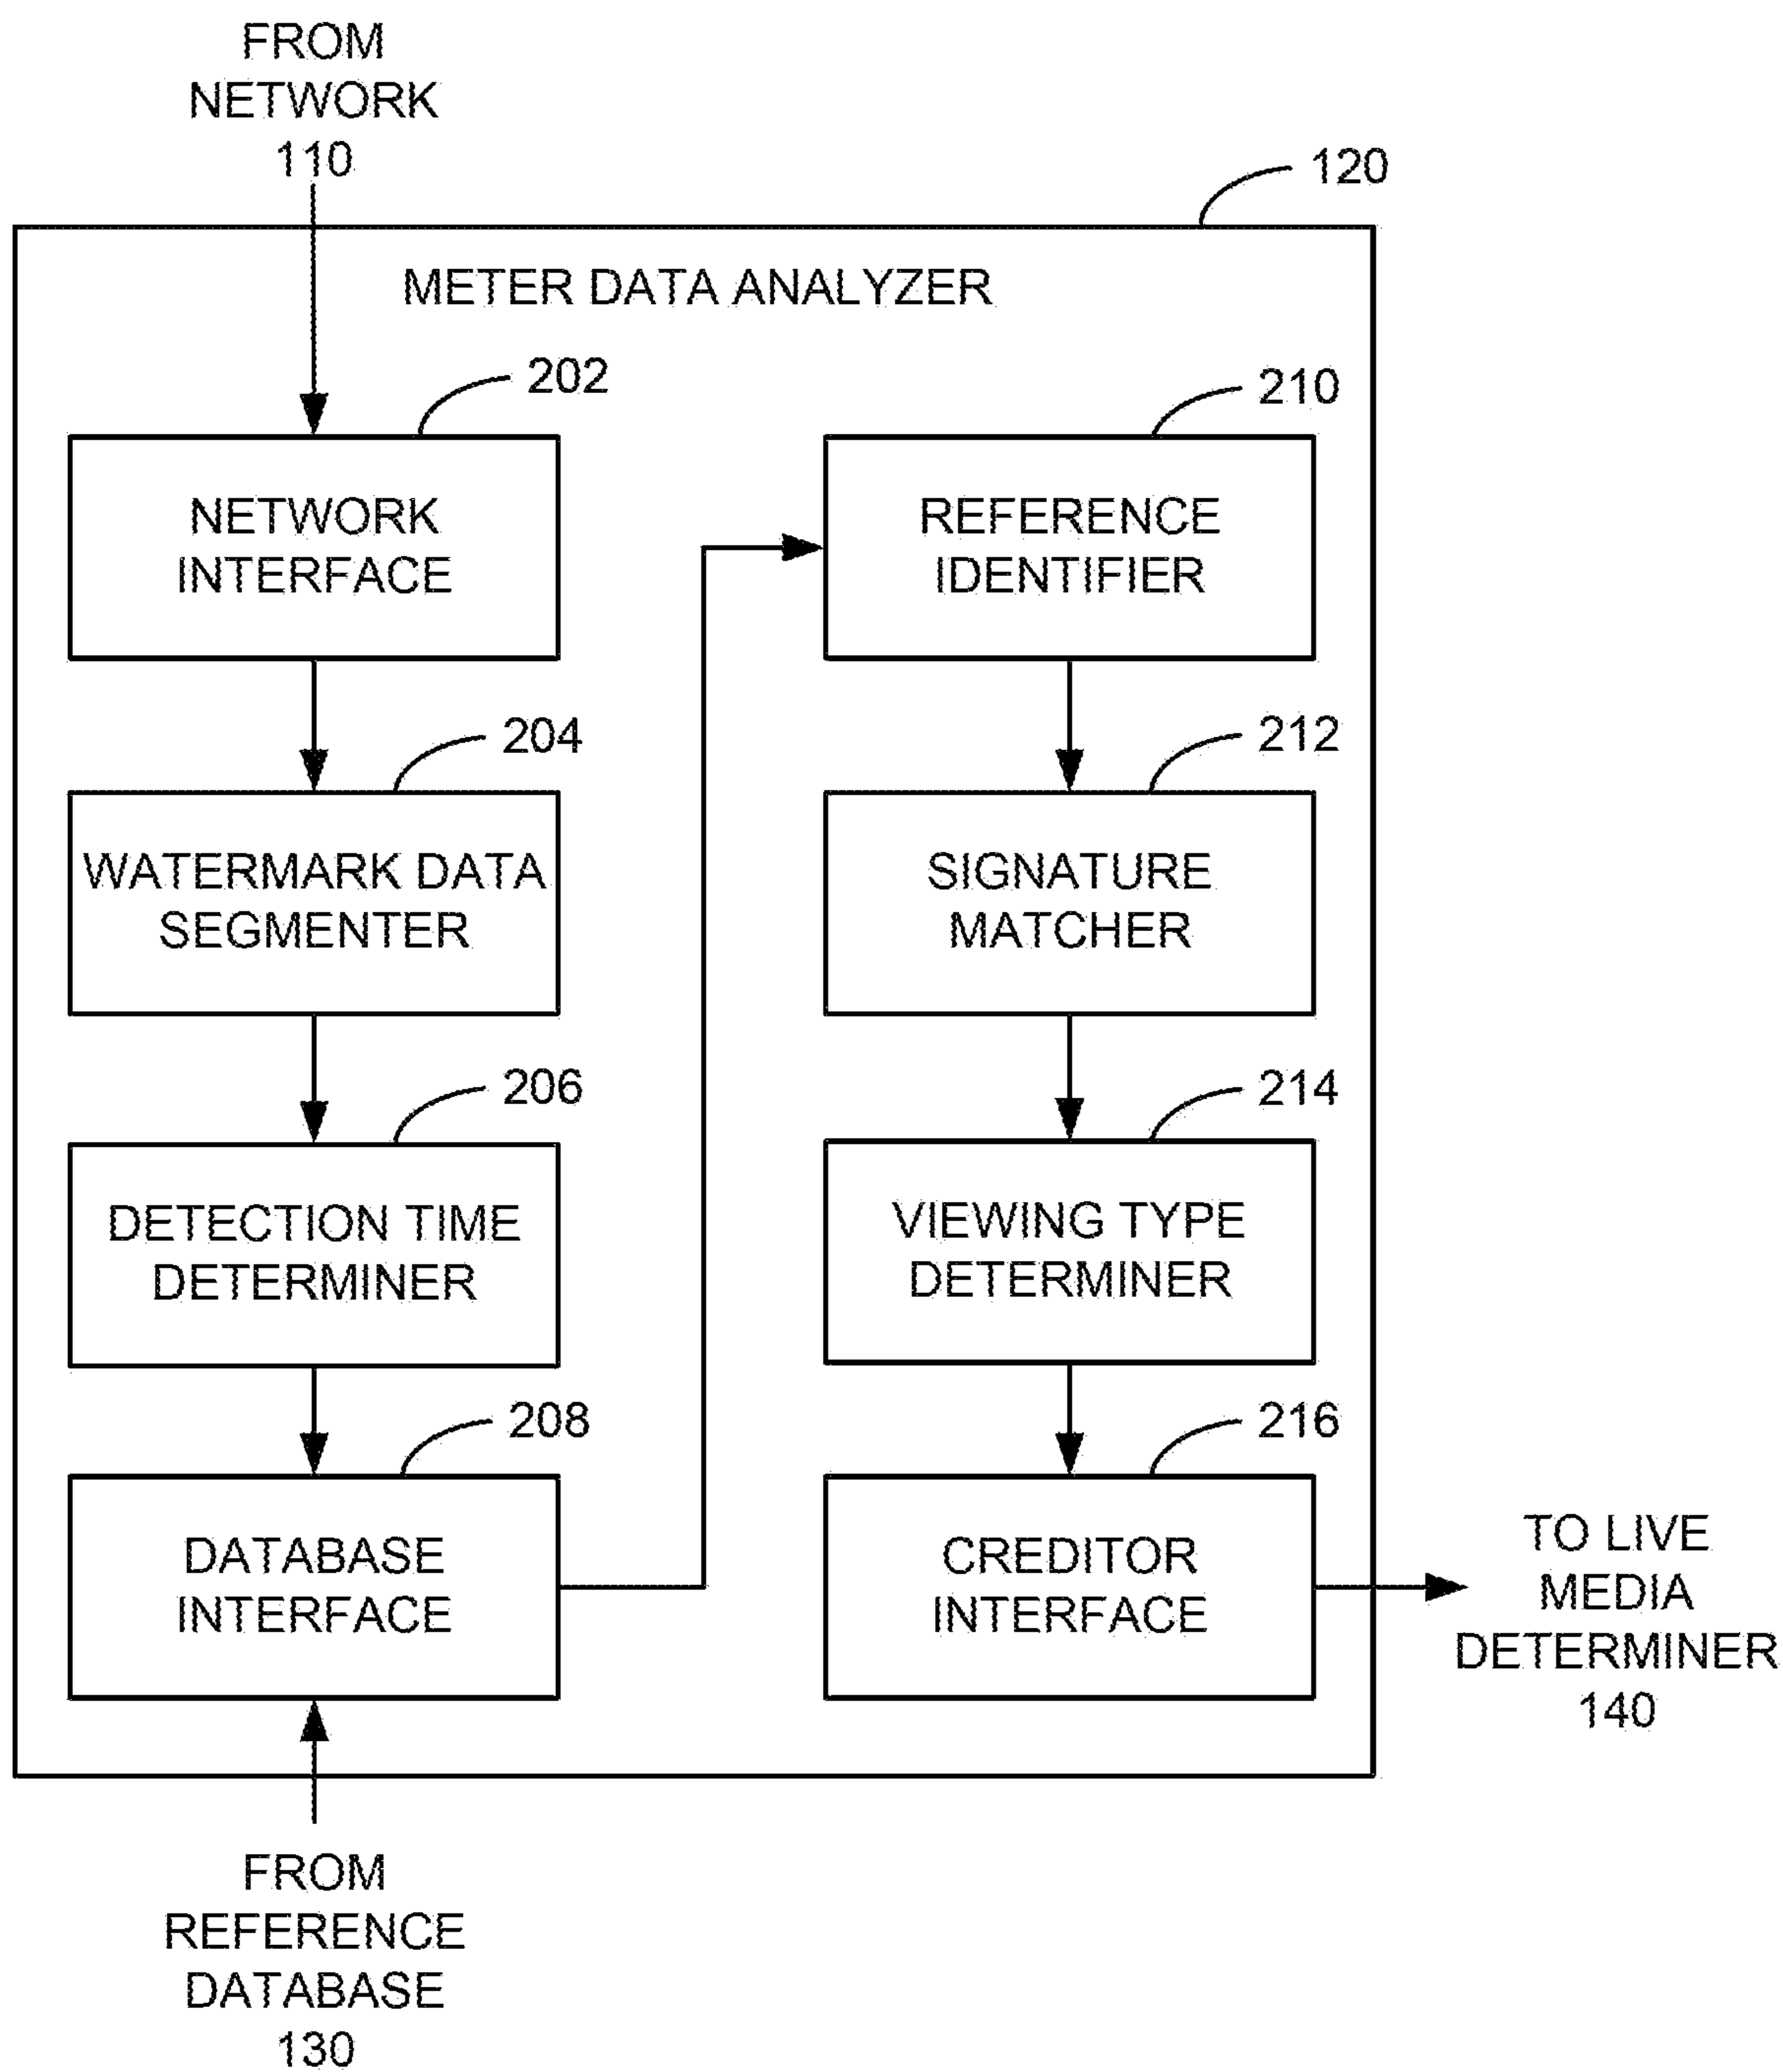 FROM
NETWORK
110
120
METER DATA ANALYZER
202
NETWORK
INTERFACE
204
WATERMARK DATA
SEGMENTER
206
DETECTION TIME
DETERMINER
208
DATABASE
INTERFACE
210
REFERENCE
IDENTIFIER
212
SIGNATURE
MATCHER
214
VIEWING TYPE
DETERMINER
216
CREDITOR
INTERFACE
TO LIVE
MEDIA
DETERMINER
140
FROM
REFERENCE
DATABASE
130